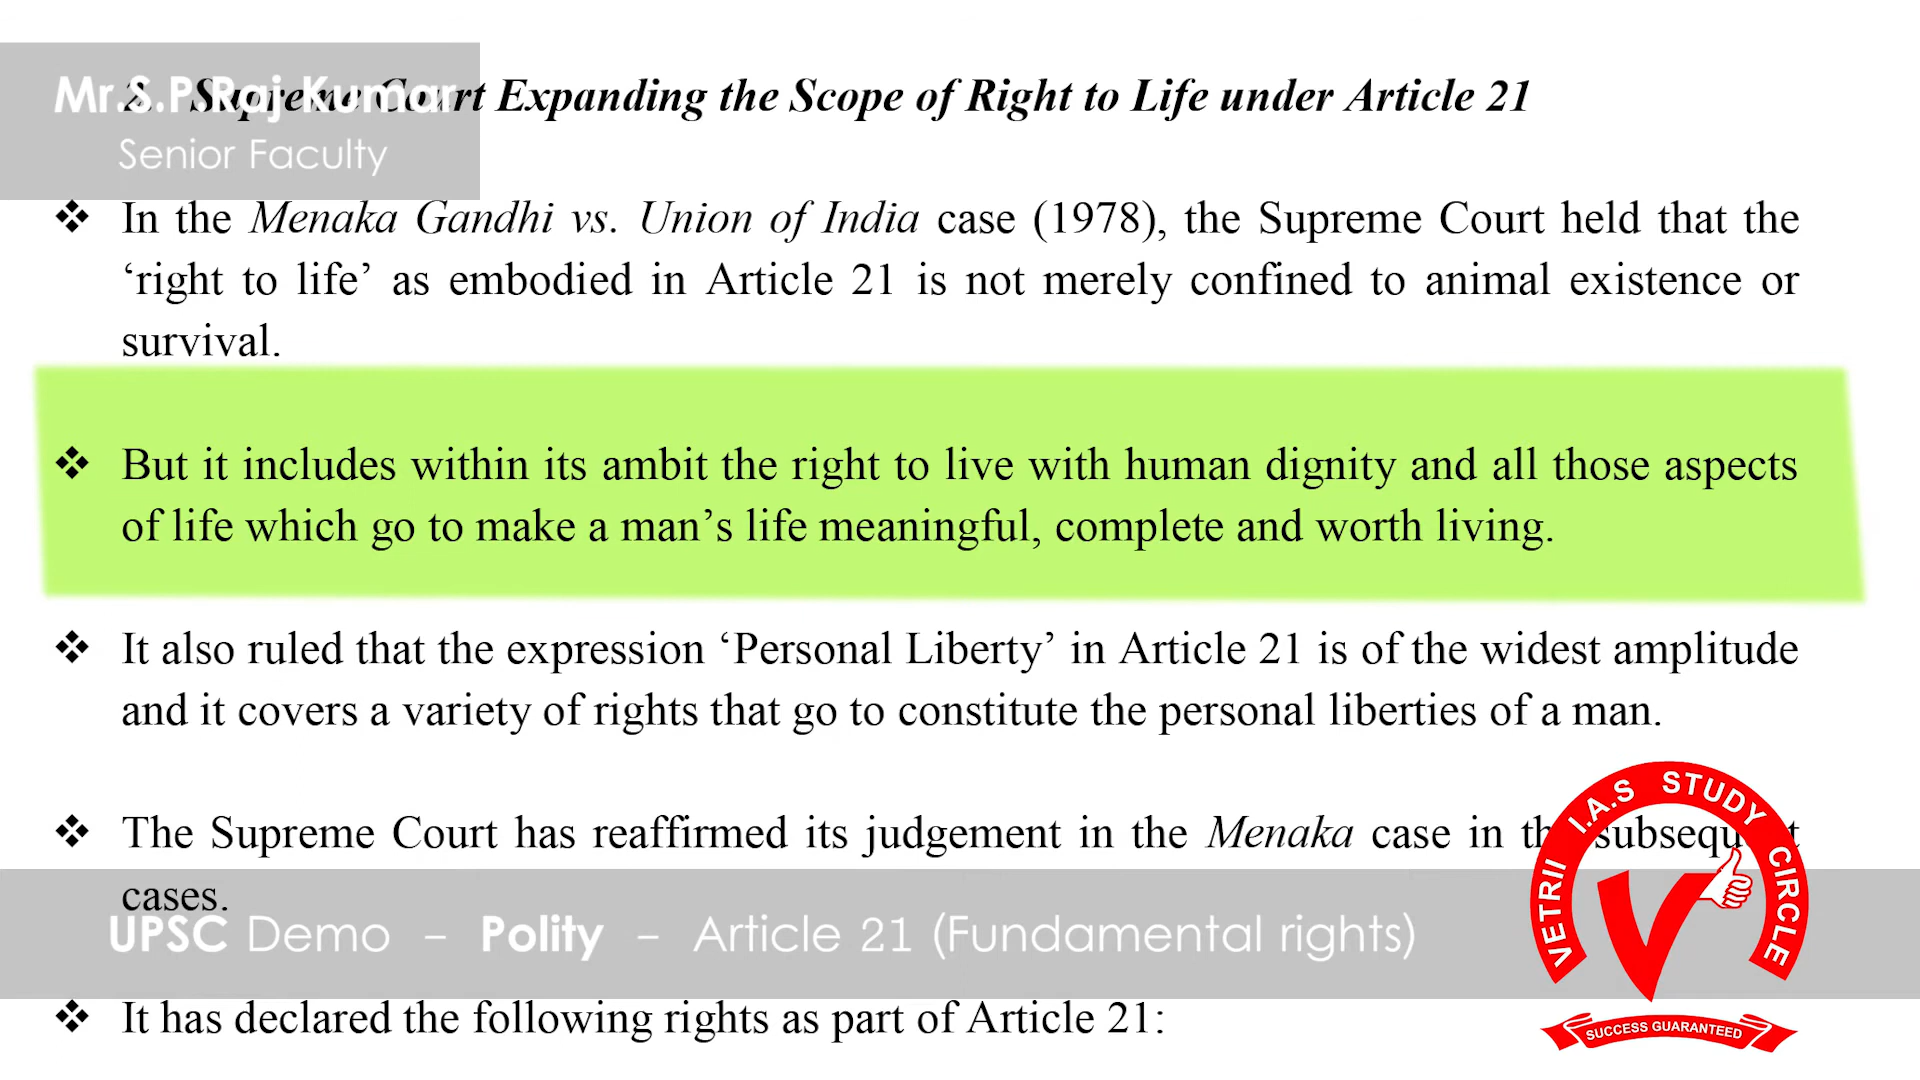 Mr.S.P.Raj Kumar
Senior Faculty
Supreme Court Expanding the Scope of Right to Life under Article 21
❖ In the Menaka Gandhi vs. Union of India case (1978), the Supreme Court held that the
‘right to life’ as embodied in Article 21 is not merely confined to animal existence or
survival.
❖ But it includes within its ambit the right to live with human dignity and all those aspects
of life which go to make a man’s life meaningful, complete and worth living.
❖ It also ruled that the expression ‘Personal Liberty’ in Article 21 is of the widest amplitude
and it covers a variety of rights that go to constitute the personal liberties of a man.
❖ The Supreme Court has reaffirmed its judgement in the Menaka case in the subsequent
cases.
UPSC Demo – Polity – Article 21 (Fundamental rights)
❖ It has declared the following rights as part of Article 21:
VETRII I.A.S STUDY CIRCLE
SUCCESS GUARANTEED